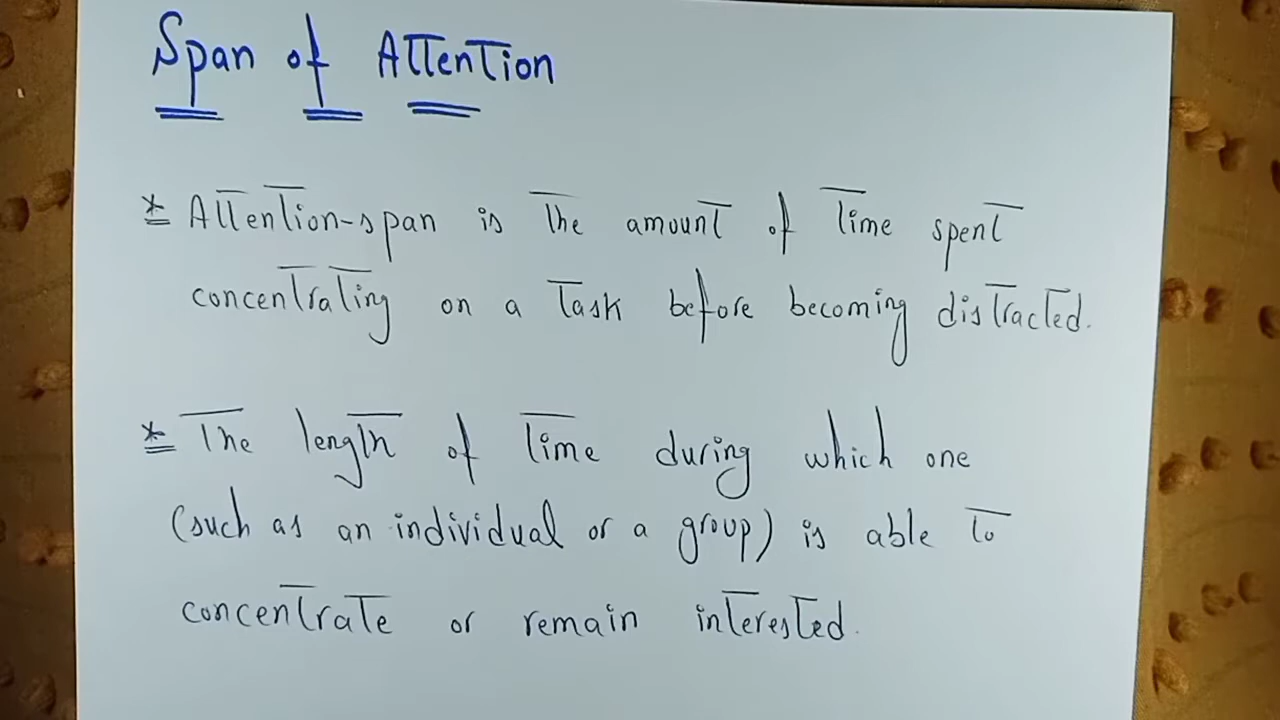 Span of Attention
* Attention-span is the amount of time spent
concentrating on a task before becoming distracted.
* The length of time during which one
(such as an individual or a group) is able to
concentrate or remain interested.